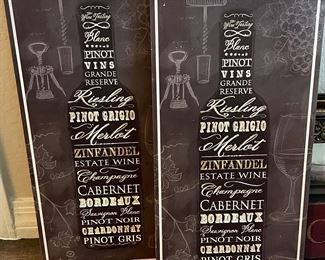 Wine Tasting
Blanc
PINOT
VINS
GRANDE
RESERVE
Riesling
PINOT GRIGIO
Merlot
ZINFANDEL
ESTATE WINE
Champagne
CABERNET
BORDEAUX
Sauvignon Blanc
PINOT NOIR
CHARDONNAY
PINOT GRIS
Wine Tasting
Blanc
PINOT
VINS
GRANDE
RESERVE
Riesling
PINOT GRIGIO
Merlot
ZINFANDEL
ESTATE WINE
Champagne
CABERNET
BORDEAUX
Sauvignon Blanc
PINOT NOIR
CHARDONNAY
PINOT GRIS